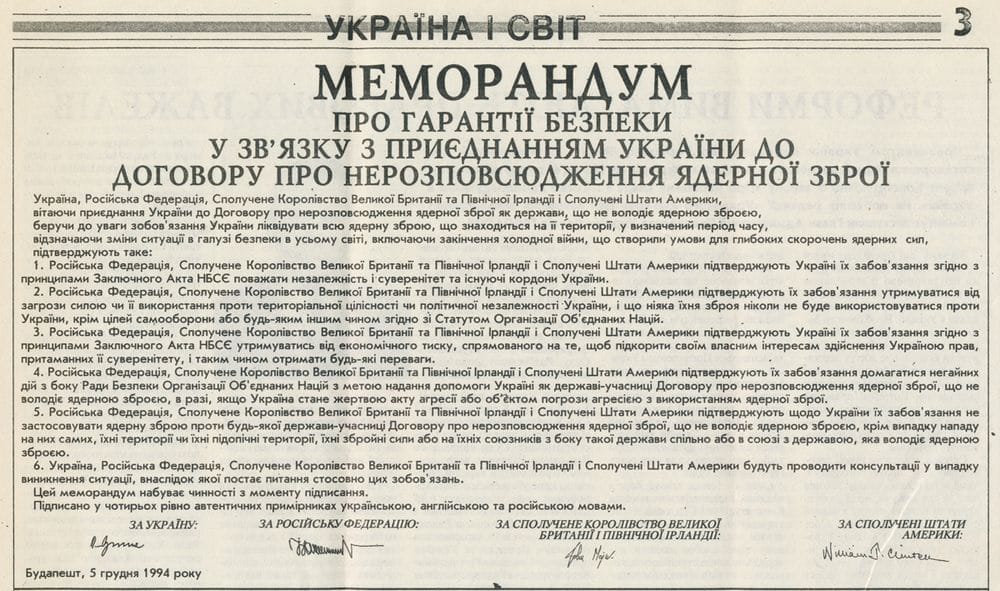 УКРАЇНА І СВІТ
3
МЕМОРАНДУМ
ПРО ГАРАНТІЇ БЕЗПЕКИ
У ЗВ’ЯЗКУ З ПРИЄДНАННЯМ УКРАЇНИ ДО
ДОГОВОРУ ПРО НЕРОЗПОВСЮДЖЕННЯ ЯДЕРНОЇ ЗБРОЇ
Україна, Російська Федерація, Сполучене Королівство Великої Британії та Північної Ірландії і Сполучені Штати Америки,
вітаючи приєднання України до Договору про нерозповсюдження ядерної зброї як держави, що не володіє ядерною зброєю,
беручи до уваги зобов’язання України ліквідувати всю ядерну зброю, що знаходиться на її території, у визначений період часу,
відзначаючи зміни ситуації в галузі безпеки в усьому світі, включаючи закінчення холодної війни, що створили умови для глибоких скорочень ядерних сил,
підтверджують таке:
1. Російська Федерація, Сполучене Королівство Великої Британії та Північної Ірландії і Сполучені Штати Америки підтверджують Україні їх забов’язання згідно з
принципами Заключного Акта НБСЄ поважати незалежність і суверенітет та існуючі кордони України.
2. Російська Федерація, Сполучене Королівство Великої Британії та Північної Ірландії і Сполучені Штати Америки підтверджують їх забов’язання утримуватися від
загрози силою чи її використання проти територіальної цілісності чи політичної незалежності України, і що ніяка їхня зброя ніколи не буде використовуватися проти
України, крім цілей самооборони або будь-яким іншим чином згідно зі Статутом Організації Об’єднаних Націй.
3. Російська Федерація, Сполучене Королівство Великої Британії та Північної Ірландії і Сполучені Штати Америки підтверджують Україні їх забов’язання згідно з
принципами Заключного Акта НБСЄ утримуватись від економічного тиску, спрямованого на те, щоб підкорити своїм власним інтересам здійснення Україною прав,
притаманних її суверенітету, і таким чином отримати будь-які переваги.
4. Російська Федерація, Сполучене Королівство Великої Британії та Північної Ірландії і Сполучені Штати Америки підтверджують їх забов’язання домагатися негайних
дій з боку Ради Безпеки Організації Об’єднаних Націй з метою надання допомоги Україні як державі-учасниці Договору про нерозповсюдження ядерної зброї, що не
володіє ядерною зброєю, в разі, якщо Україна стане жертвою акту агресії або об’єктом погрози агресією з використанням ядерної зброї.
5. Російська Федерація, Сполучене Королівство Великої Британії та Північної Ірландії і Сполучені Штати Америки підтверджують щодо України їх забов’язання не
застосовувати ядерну зброю проти будь-якої держави-учасниці Договору про нерозповсюдження ядерної зброї, що не володіє ядерною зброєю, крім випадку нападу
на них самих, їхні території чи їхні підопічні території, їхні збройні сили або на їхніх союзників з боку такої держави спільно або в союзі з державою, яка володіє ядерною
зброєю.
6. Україна, Російська Федерація, Сполучене Королівство Великої Британії та Північної Ірландії і Сполучені Штати Америки будуть проводити консультації у випадку
виникнення ситуації, внаслідок якої постає питання стосовно цих зобов’язань.
Цей меморандум набуває чинності з моменту підписання.
Підписано у чотирьох рівно автентичних примірниках українською, англійською та російською мовами.
ЗА УКРАЇНУ:
ЗА РОСІЙСЬКУ ФЕДЕРАЦІЮ:
ЗА СПОЛУЧЕНЕ КОРОЛІВСТВО ВЕЛИКОЇ
БРИТАНІЇ ТА ПІВНІЧНОЇ ІРЛАНДІЇ:
ЗА СПОЛУЧЕНІ ШТАТИ
АМЕРИКИ:
Будапешт, 5 грудня 1994 року